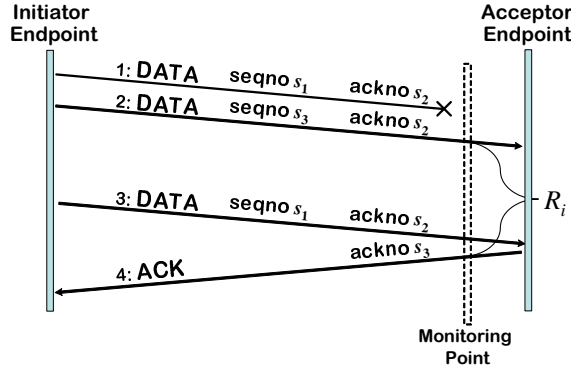 Initiator
Endpoint
Acceptor
Endpoint
1: DATA seqno s₁ ackno s₂
2: DATA seqno s₃ ackno s₂
3: DATA seqno s₁ ackno s₂
4: ACK ackno s₃
Rᵢ
Monitoring
Point